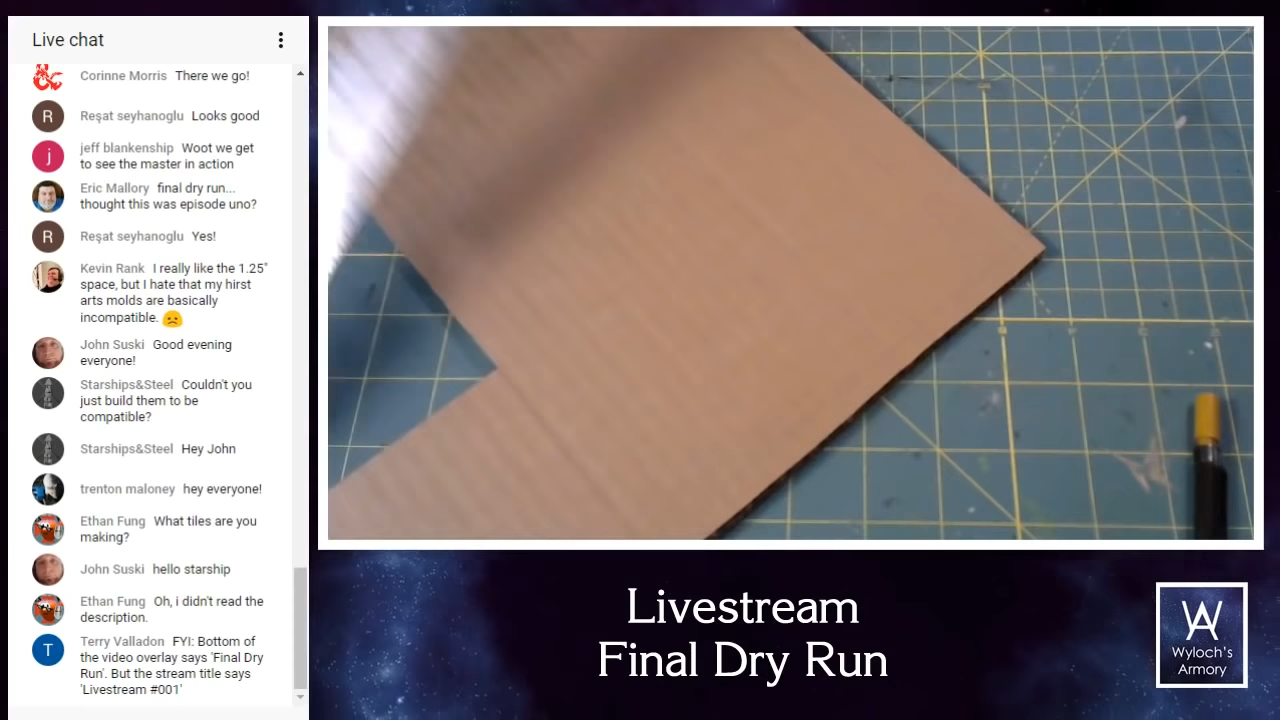 Live chat
Corinne Morris There we go!
R Reşat seyhanoglu Looks good
j jeff blankenship Woot we get
to see the master in action
Eric Mallory final dry run...
thought this was episode uno?
R Reşat seyhanoglu Yes!
Kevin Rank I really like the 1.25"
space, but I hate that my hirst
arts molds are basically
incompatible. 😞
John Suski Good evening
everyone!
Starships&Steel Couldn't you
just build them to be
compatible?
Starships&Steel Hey John
trenton maloney hey everyone!
Ethan Fung What tiles are you
making?
John Suski hello starship
Ethan Fung Oh, i didn't read the
description.
T Terry Valladon FYI: Bottom of
the video overlay says 'Final Dry
Run'. But the stream title says
'Livestream #001'
Livestream
Final Dry Run
WA
Wyloch's
Armory